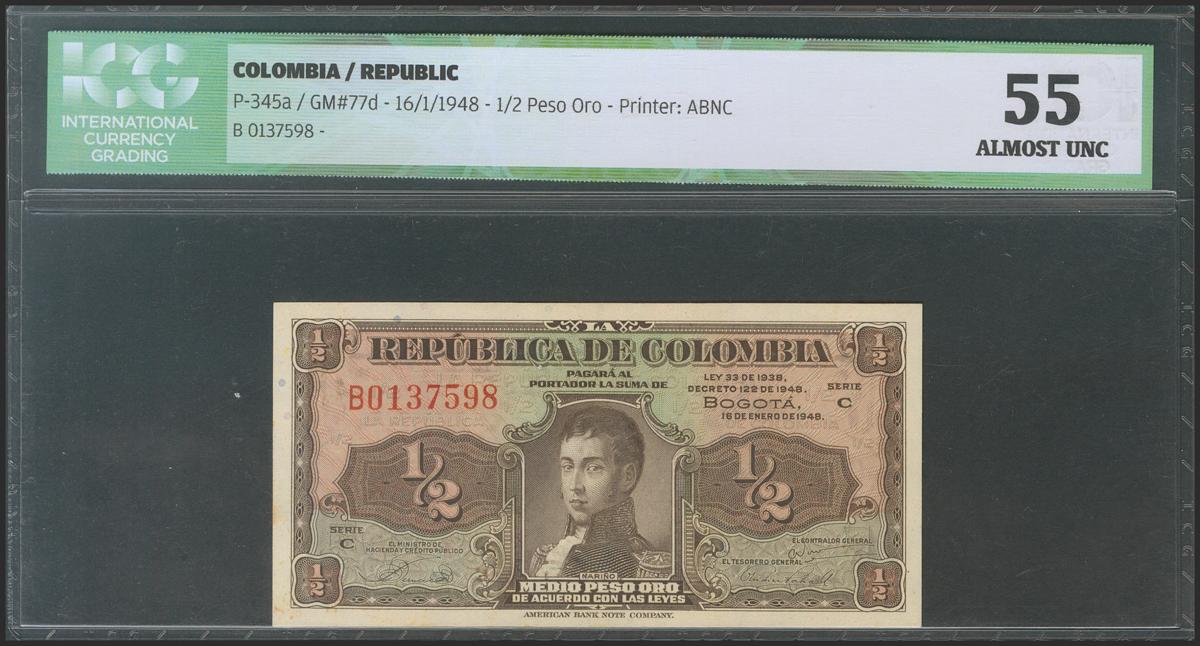 ICG
INTERNATIONAL
CURRENCY
GRADING
COLOMBIA / REPUBLIC
P-345a / GM#77d - 16/1/1948 - 1/2 Peso Oro - Printer: ABNC
B 0137598 -
55
ALMOST UNC
LA
REPÚBLICA DE COLOMBIA
1/2
1/2
PAGARÁ AL
PORTADOR LA SUMA DE
LEY 33 DE 1938,
DECRETO 122 DE 1948.
BOGOTÁ,
16 DE ENERO DE 1948.
SERIE
C
B0137598
LA REPUBLICA
1/2
1/2
SERIE
C
EL MINISTRO DE
HACIENDA Y CRÉDITO PUBLICO
EL CONTRALOR GENERAL
EL TESORERO GENERAL
NARIÑO
1/2
1/2
MEDIO PESO ORO
DE ACUERDO CON LAS LEYES
AMERICAN BANK NOTE COMPANY.